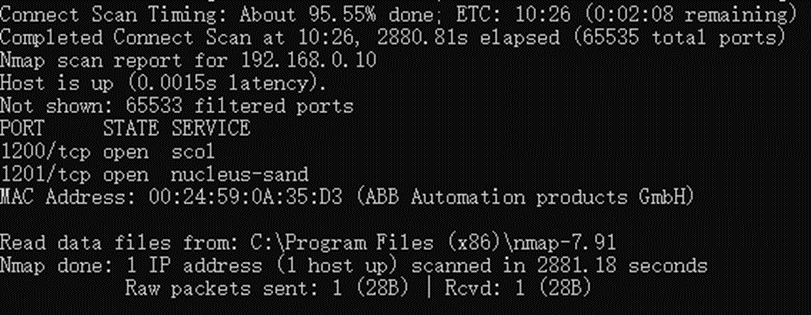 Connect Scan Timing: About 95.55% done; ETC: 10:26 (0:02:08 remaining)
Completed Connect Scan at 10:26, 2880.81s elapsed (65535 total ports)
Nmap scan report for 192.168.0.10
Host is up (0.0015s latency).
Not shown: 65533 filtered ports
PORT     STATE SERVICE
1200/tcp open  scol
1201/tcp open  nucleus-sand
MAC Address: 00:24:59:0A:35:D3 (ABB Automation products GmbH)
Read data files from: C:\Program Files (x86)\nmap-7.91
Nmap done: 1 IP address (1 host up) scanned in 2881.18 seconds
Raw packets sent: 1 (28B) | Rcvd: 1 (28B)